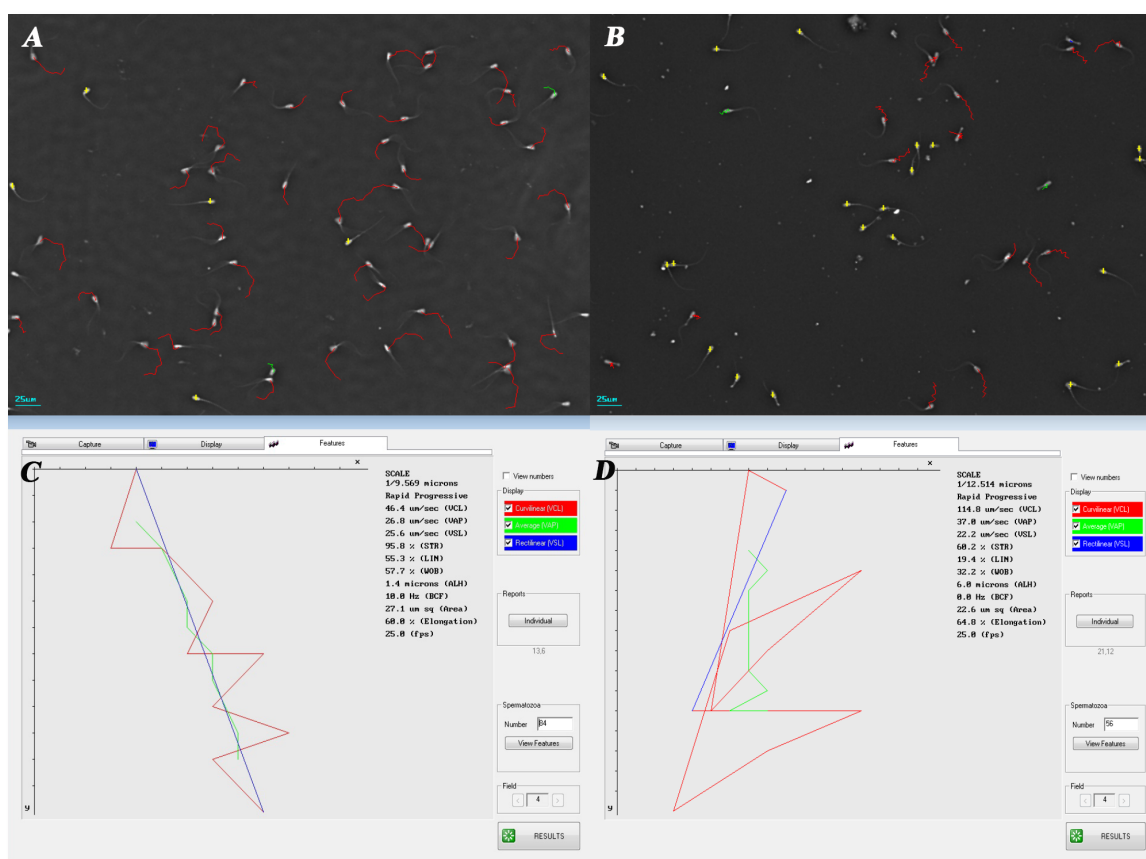 A
B
25um
25um
C
Capture
Display
Features
x
y
SCALE
1/9.569 microns
Rapid Progressive
46.4 um/sec (VCL)
26.8 um/sec (VAP)
25.6 um/sec (VSL)
95.8 % (STR)
55.3 % (LIN)
57.7 % (WOB)
1.4 microns (ALH)
10.0 Hz (BCF)
27.1 um sq (Area)
60.0 % (Elongation)
25.0 (fps)
View numbers
Display
Curvilinear (VCL)
Average (VAP)
Rectilinear (VSL)
Reports
Individual
13,6
Spermatozoa
Number 84
View Features
Field
< 4 >
RESULTS
D
Capture
Display
Features
x
y
SCALE
1/12.514 microns
Rapid Progressive
114.8 um/sec (VCL)
37.0 um/sec (VAP)
22.2 um/sec (VSL)
60.2 % (STR)
19.4 % (LIN)
32.2 % (WOB)
6.0 microns (ALH)
0.0 Hz (BCF)
22.6 um sq (Area)
64.8 % (Elongation)
25.0 (fps)
View numbers
Display
Curvilinear (VCL)
Average (VAP)
Rectilinear (VSL)
Reports
Individual
21,12
Spermatozoa
Number 56
View Features
Field
< 4 >
RESULTS